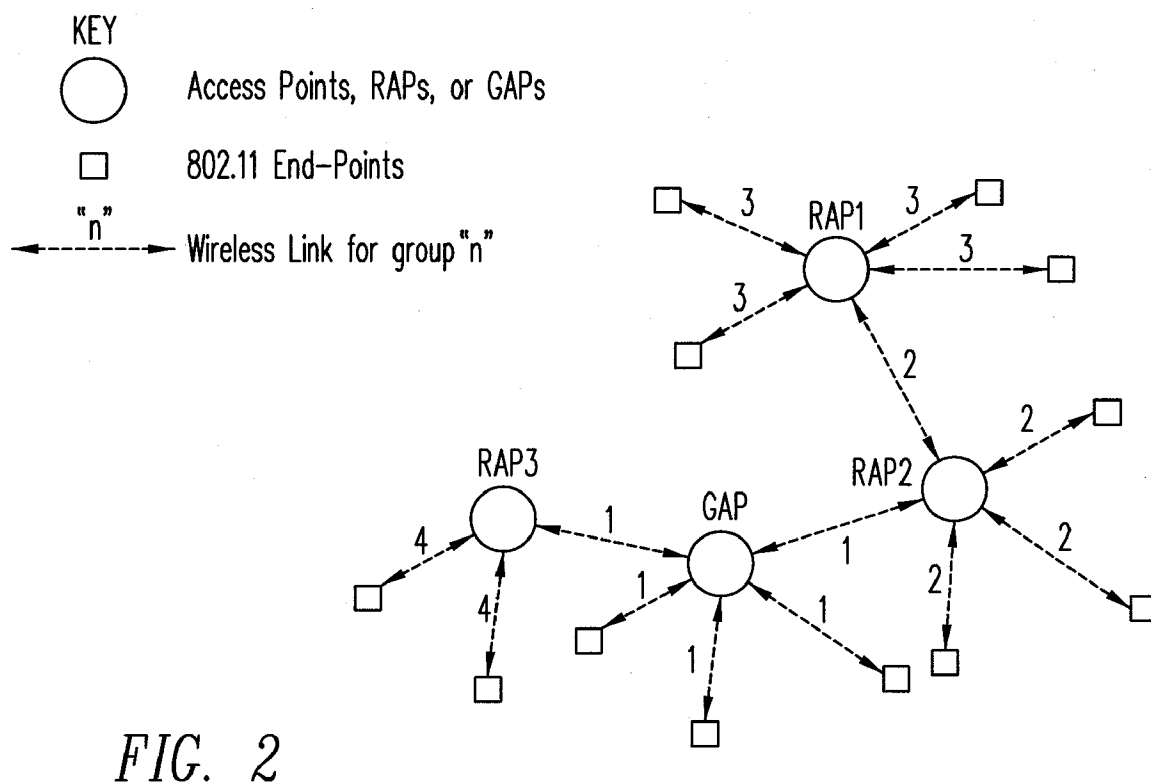 KEY
Access Points, RAPs, or GAPs
802.11 End-Points
"n"
Wireless Link for group "n"
3
RAP1
3
3
3
2
2
RAP3
RAP2
GAP
1
1
2
4
1
1
2
4
1
FIG. 2